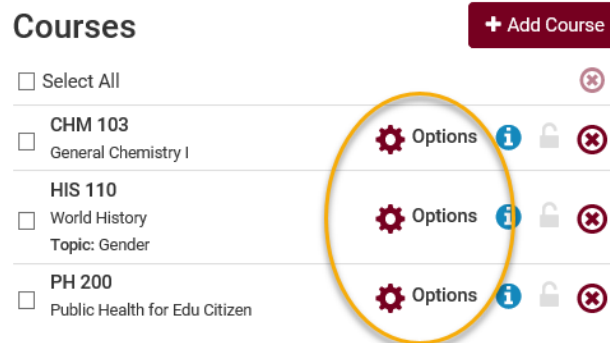 Courses
+ Add Course
Select All
CHM 103
General Chemistry I
Options
HIS 110
World History
Topic: Gender
Options
PH 200
Public Health for Edu Citizen
Options